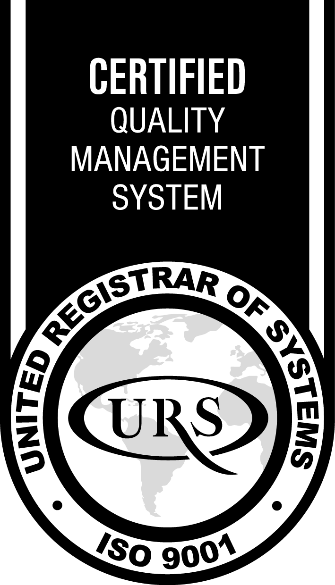 CERTIFIED
QUALITY
MANAGEMENT
SYSTEM
UNITED REGISTRAR OF SYSTEMS
URS
ISO 9001